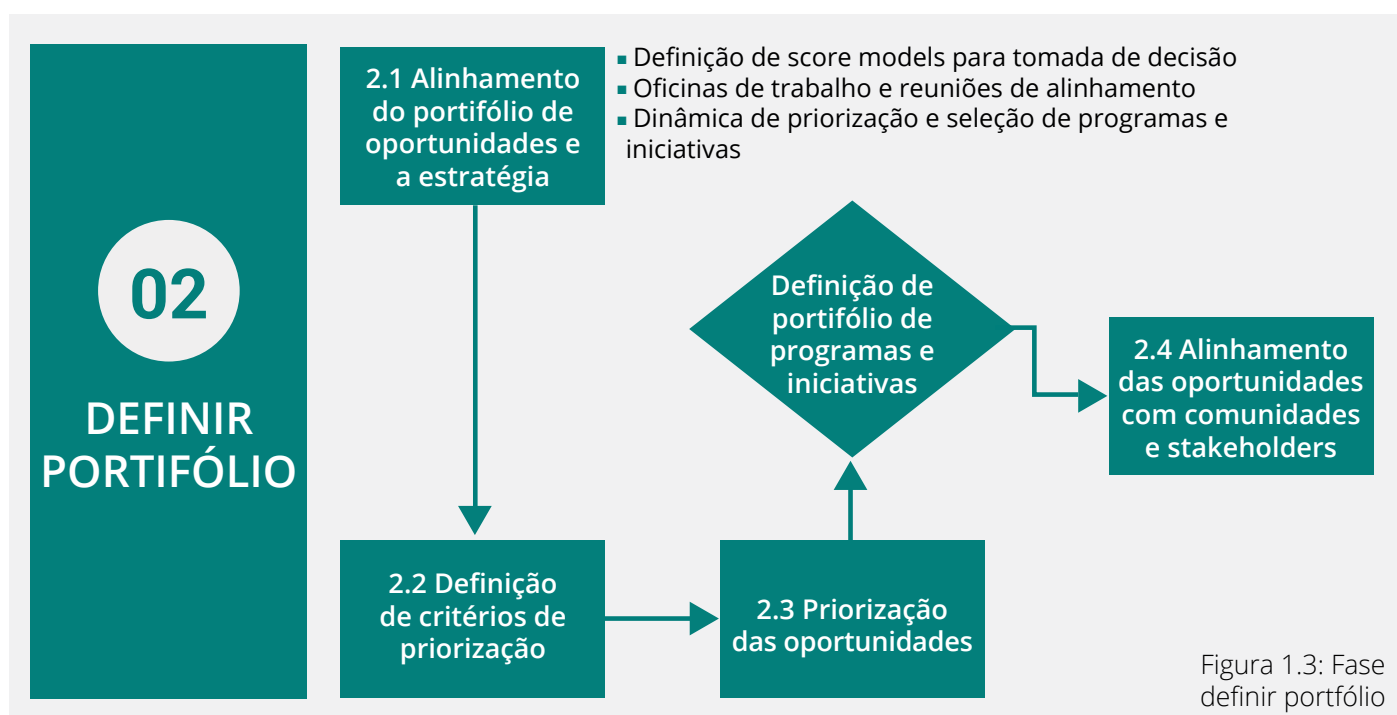 02
DEFINIR
PORTIFÓLIO
2.1 Alinhamento
do portifólio de
oportunidades e
a estratégia
▪ Definição de score models para tomada de decisão
▪ Oficinas de trabalho e reuniões de alinhamento
▪ Dinâmica de priorização e seleção de programas e
iniciativas
2.2 Definição
de critérios de
priorização
2.3 Priorização
das oportunidades
Definição de
portifólio de
programas e
iniciativas
2.4 Alinhamento
das oportunidades
com comunidades
e stakeholders
Figura 1.3: Fase
definir portfólio